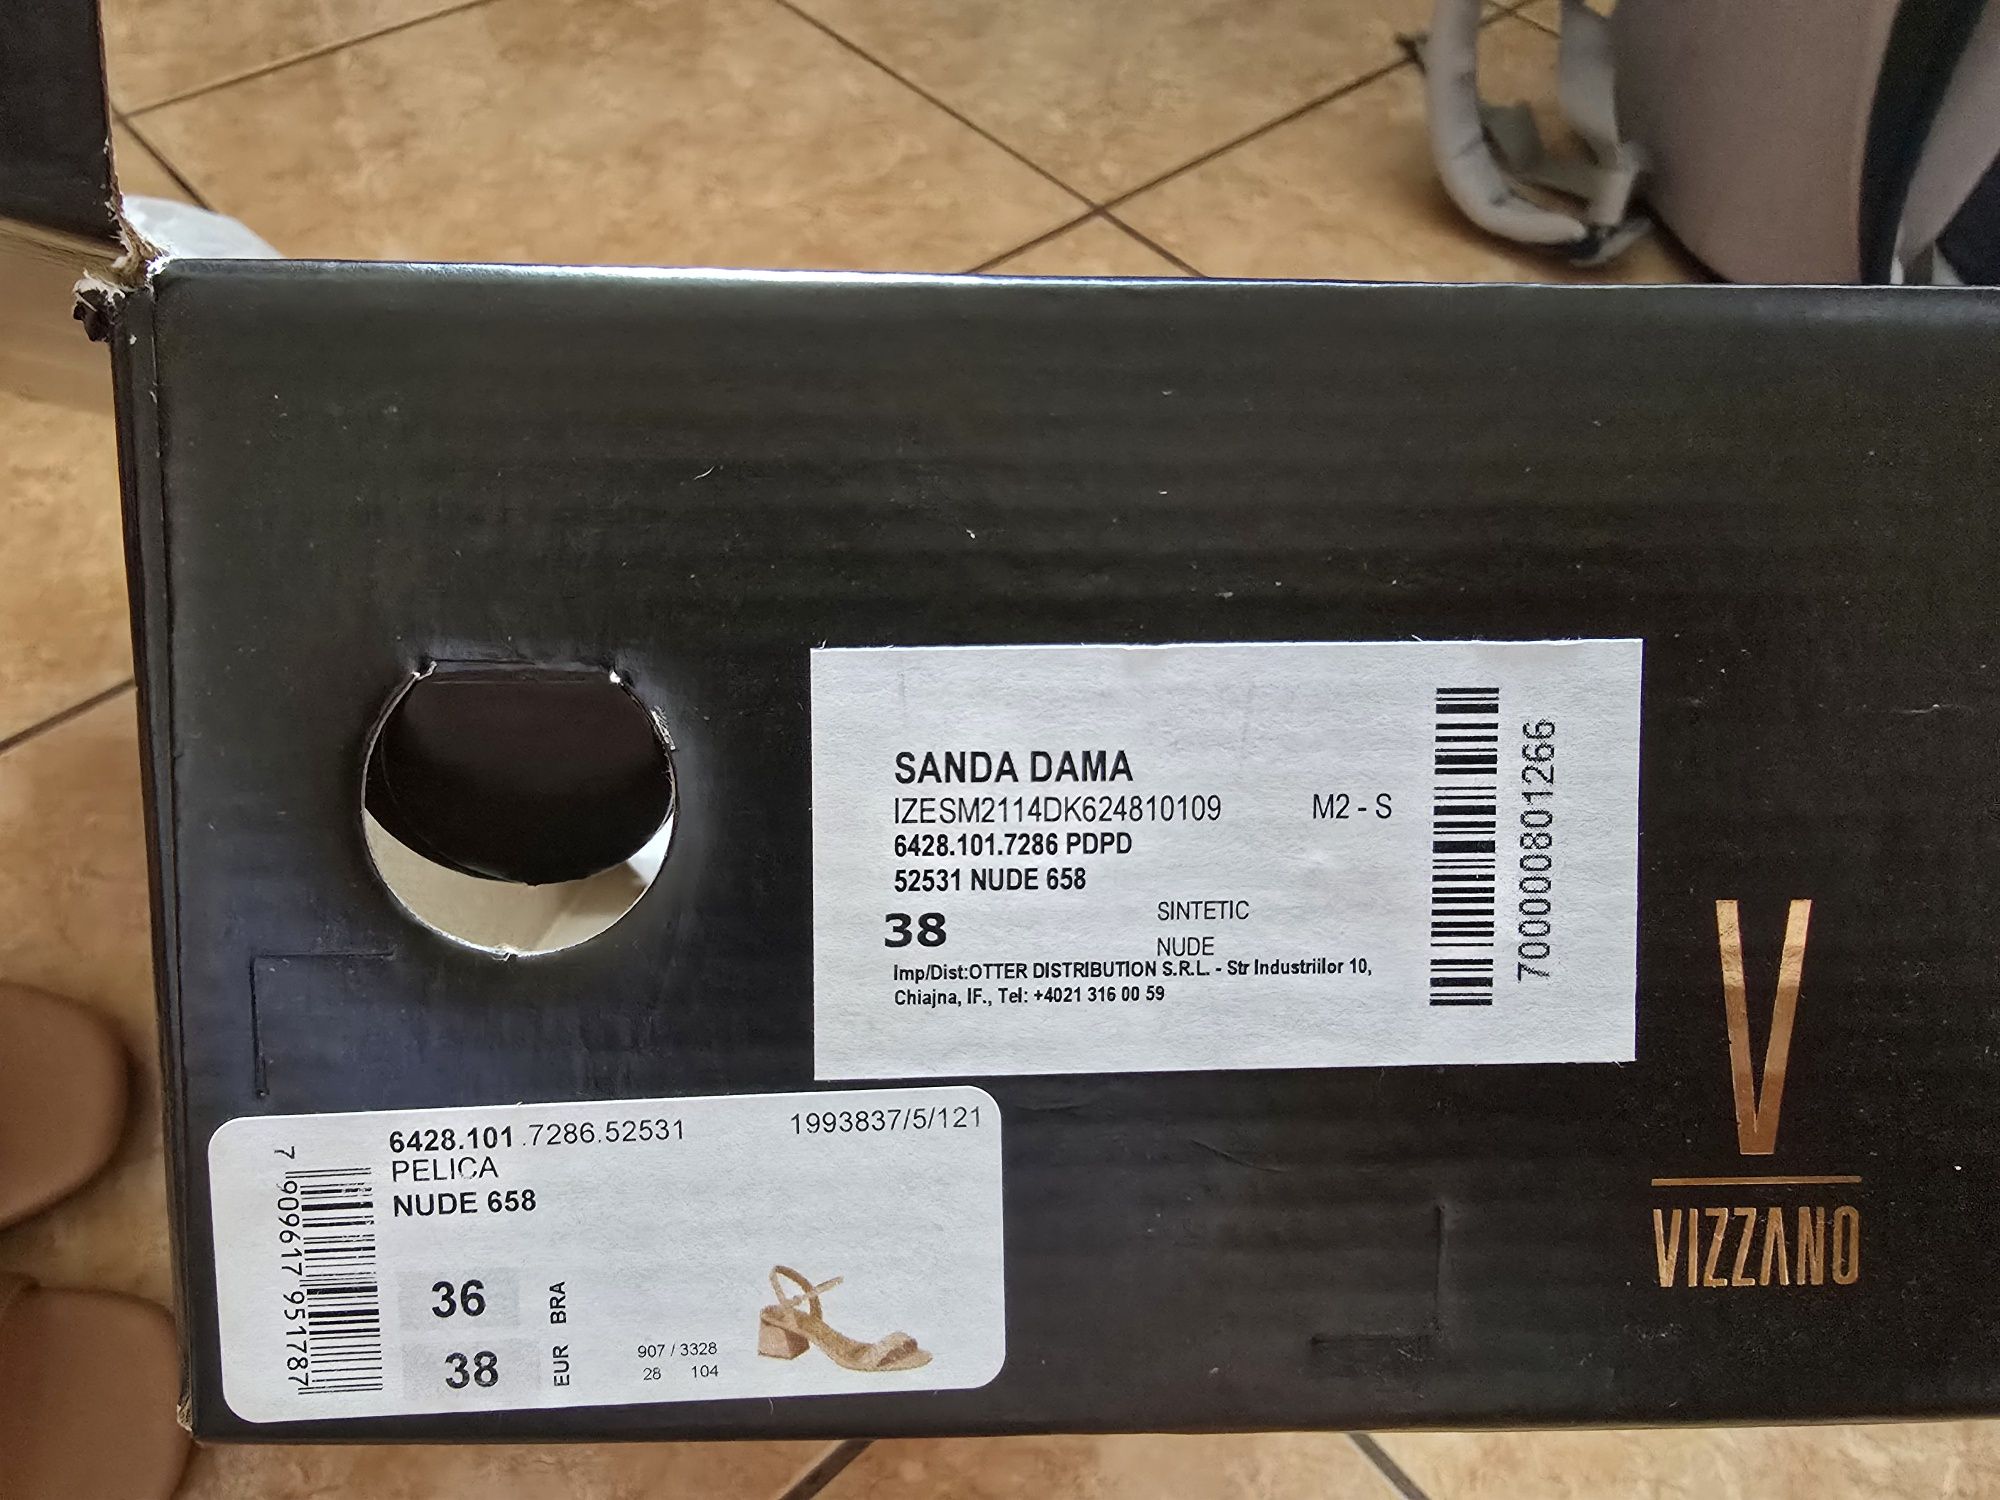 SANDA DAMA
IZESM2114DK624810109 M2 - S
6428.101.7286 PDPD
52531 NUDE 658
38 SINTETIC
NUDE
Imp/Dist:OTTER DISTRIBUTION S.R.L. - Str Industriilor 10,
Chiajna, IF., Tel: +4021 316 00 59
7000000801266
V
VIZZANO
6428.101.7286.52531 1993837/5/121
PELICA
NUDE 658
36 BRA
38 EUR
907 / 3328
28 104
7 909617 951787